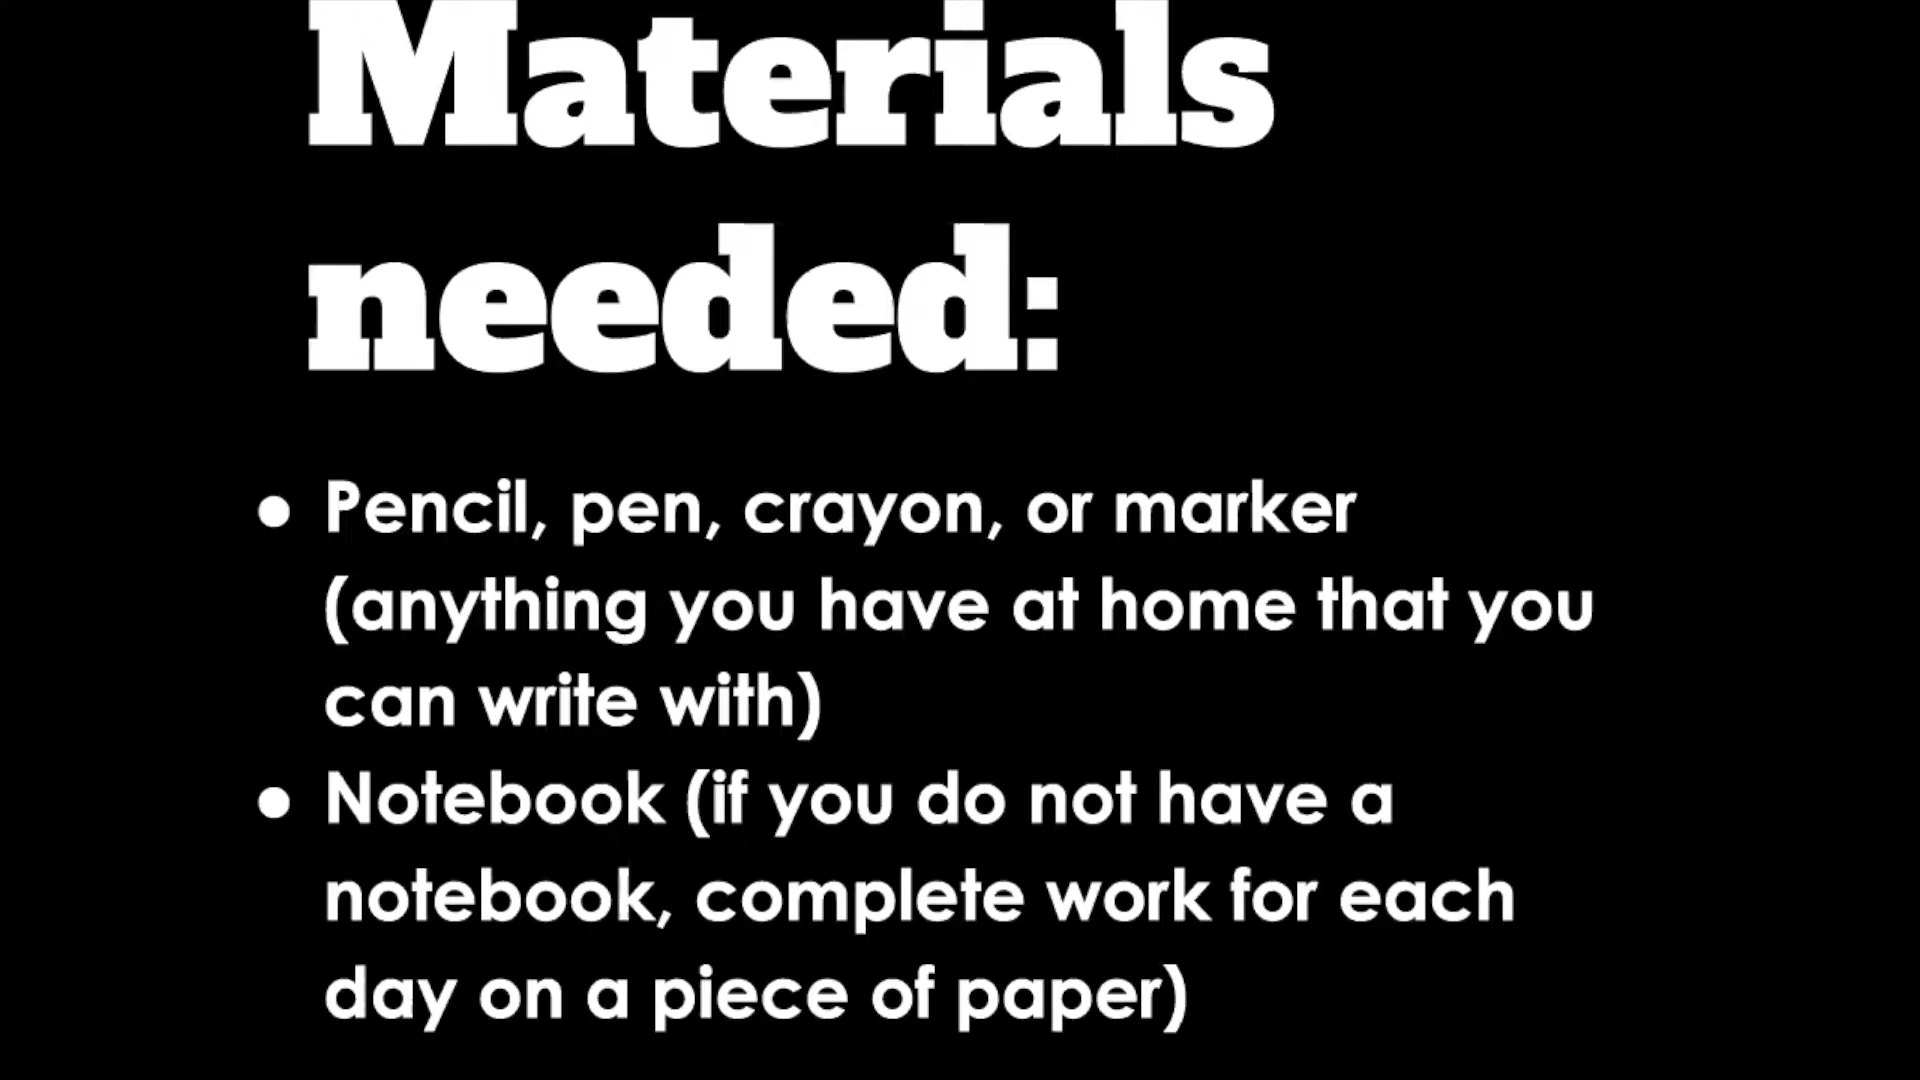 Materials
needed:
● Pencil, pen, crayon, or marker
(anything you have at home that you
can write with)
● Notebook (if you do not have a
notebook, complete work for each
day on a piece of paper)